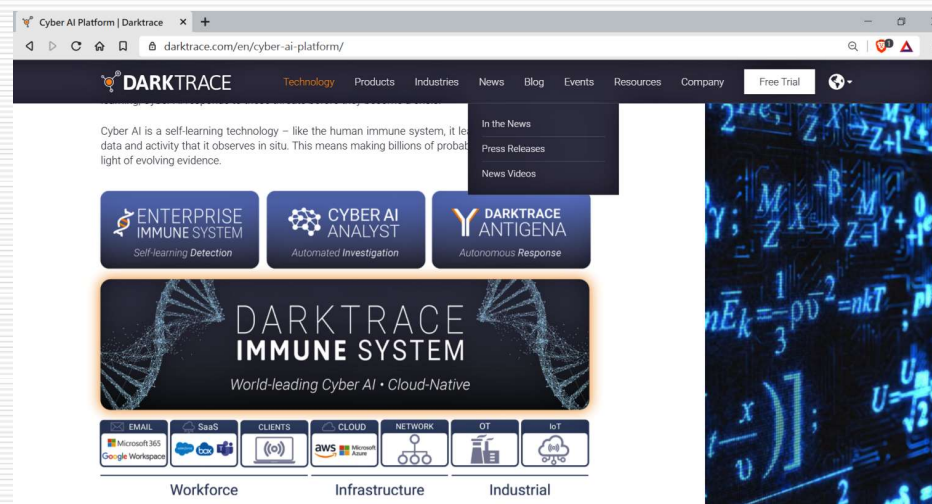 Cyber AI Platform | Darktrace
darktrace.com/en/cyber-ai-platform/
1
DARKTRACE
Technology Products Industries News Blog Events Resources Company Free Trial
In the News
Press Releases
News Videos
Cyber AI is a self-learning technology – like the human immune system, it
data and activity that it observes in situ. This means making billions of
light of evolving evidence.
ENTERPRISE
IMMUNE SYSTEM
Self-learning Detection
CYBER AI
ANALYST
Automated Investigation
DARKTRACE
ANTIGENA
Autonomous Response
DARKTRACE
IMMUNE SYSTEM
World-leading Cyber AI • Cloud-Native
EMAIL
Microsoft 365
Google Workspace
SaaS
box
CLIENTS
CLOUD
aws Microsoft Azure
NETWORK
OT
IoT
Workforce Infrastructure Industrial